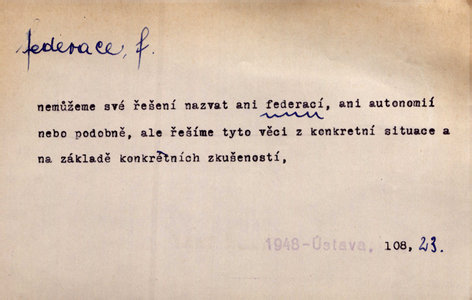 federace, f.
nemůžeme své řešení nazvat ani federací, ani autonomií
nebo podobně, ale řešíme tyto věci z konkretní situace a
na základě konkretních zkušeností,
1948-Ústava, 108, 23.